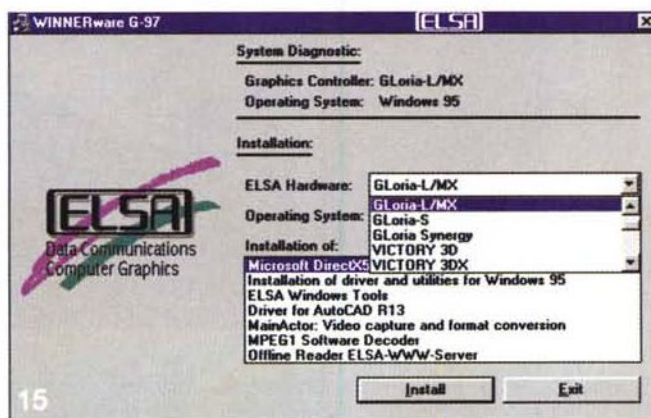 WINNERware G-97
[ELSA]
System Diagnostic:
Graphics Controller: GLoria-L/MX
Operating System: Windows 95
Installation:
ELSA Hardware: GLoria-L/MX
GLoria-L/MX
GLoria-S
GLoria Synergy
VICTORY 3D
VICTORY 3DX
Operating System:
[ELSA]
Data Communications
Computer Graphics
Installation of:
Microsoft DirectX5
Installation of driver and utilities for Windows 95
ELSA Windows Tools
Driver for AutoCAD R13
MainActor: Video capture and format conversion
MPEG1 Software Decoder
Offline Reader ELSA-WWW-Server
Install
Exit
15